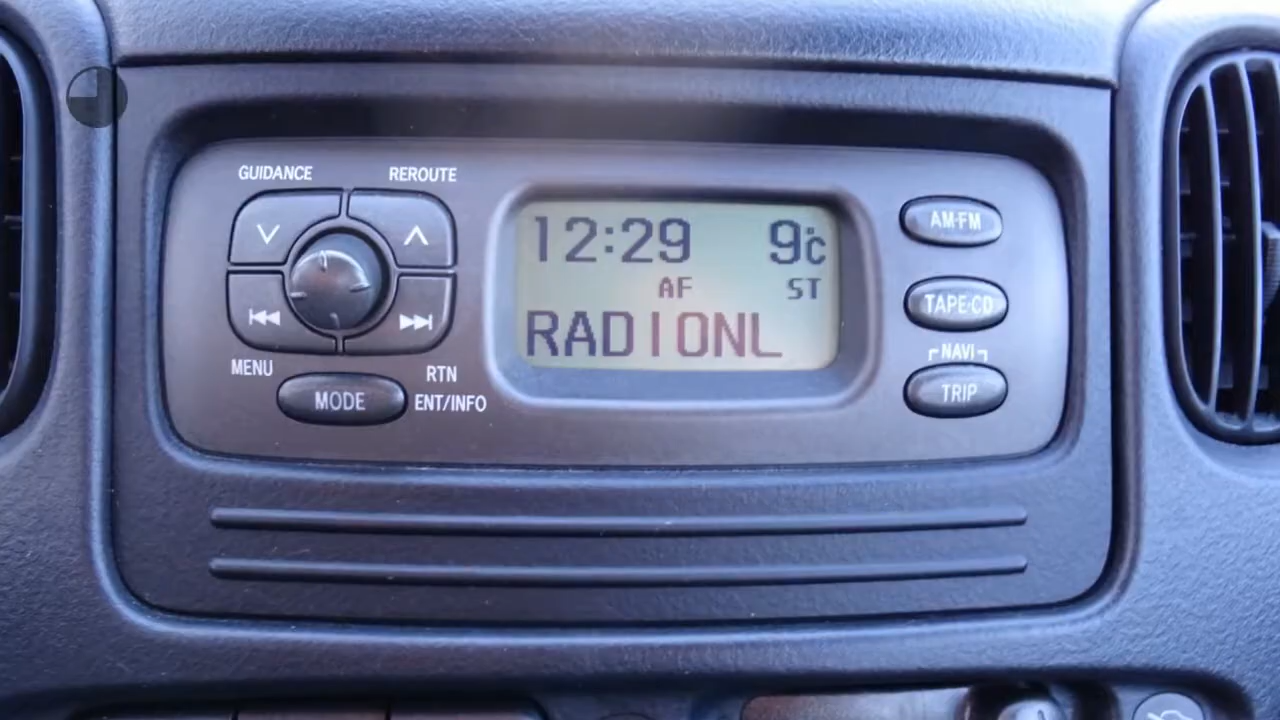 GUIDANCE REROUTE
12:29 9°C
AF ST
RADIONL
AM·FM
TAPE·CD
NAVI
TRIP
MENU RTN
MODE ENT/INFO